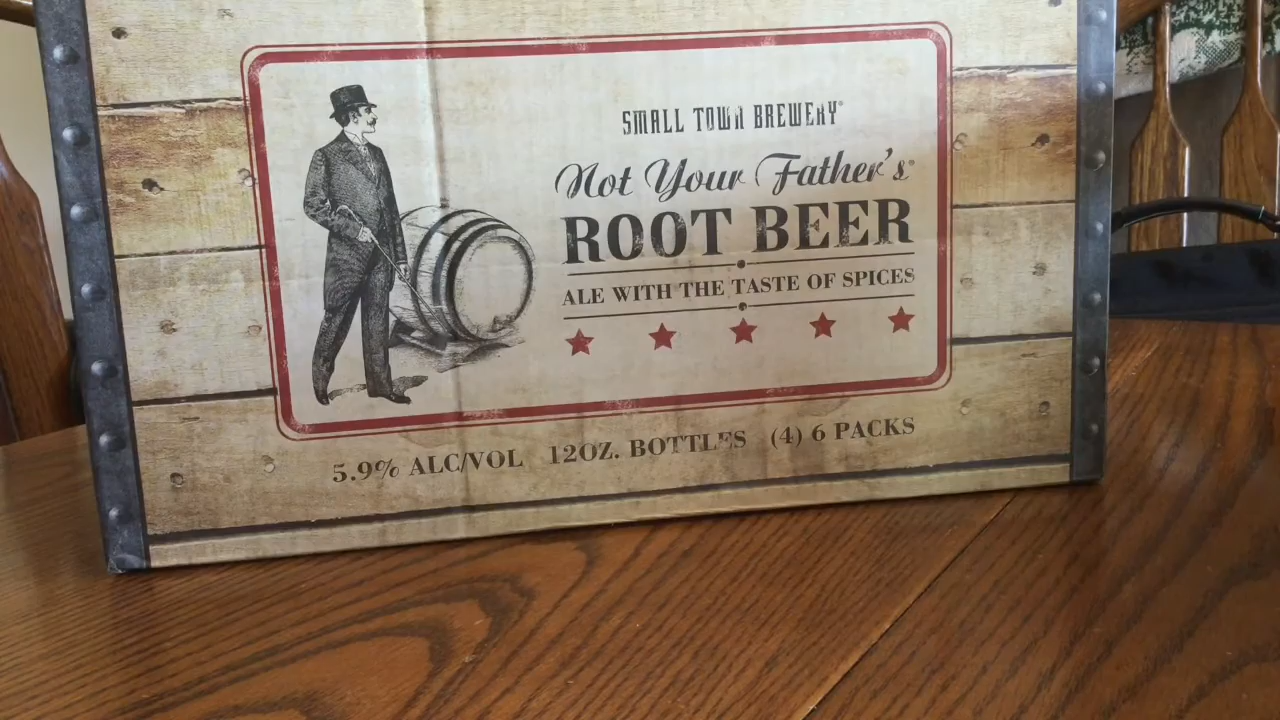 SMALL TOWN BREWERY®
Not Your Father's®
ROOT BEER
ALE WITH THE TASTE OF SPICES
5.9% ALC/VOL 12OZ. BOTTLES (4) 6 PACKS